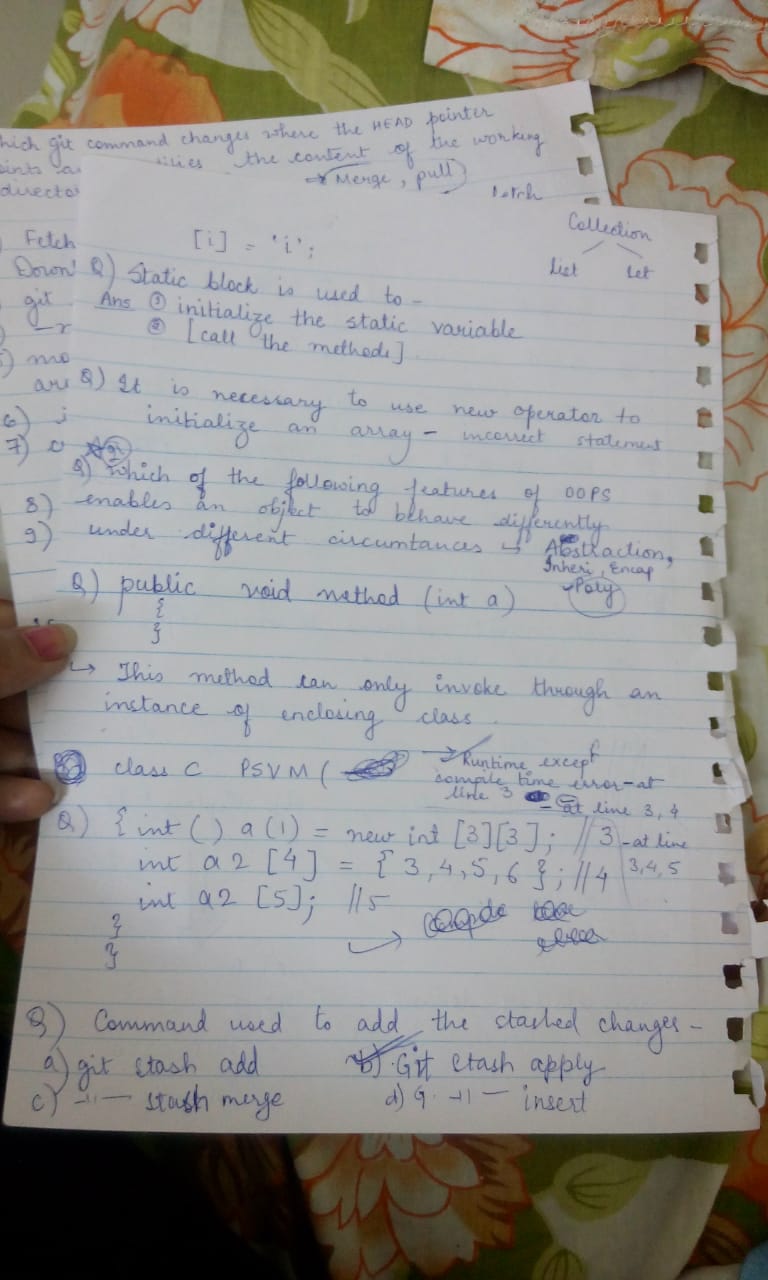 hich git command changes where the HEAD pointer
the content of the working
directo
Merge, pull
Fetch
Down
git
mo
are
6)
7)
8)
9)
[i] = 'i';
Collection
List Set
Q) Static block is used to -
Ans ① initialize the static variable
② [call the methods]
Q) It is necessary to use new operator to
initialize an array - incorrect statement
Q) Which of the following features of OOPS
enables an object to behave differently
under different circumtances ↳ Abstraction,
Inheri, Encap
Poly
Q) public void method (int a)
{
}
↳ This method can only invoke through an
instance of enclosing class
class C PSVM (
→ Runtime except
compile time error - at
line 3
- at line 3, 4
Q) { int () a (1) = new int [3][3]; // 3 - at line
int a2 [4] = { 3, 4, 5, 6 }; // 4 3, 4, 5
int a2 [5]; // 5
}
}
Q) Command used to add the stashed changes -
a) git stash add b) Git stash apply
c) -11- stash merge d) G. -11- insert